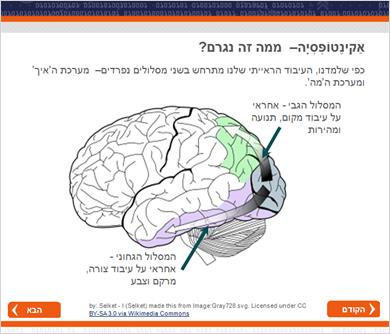 אַקִינֵטוֹפְּסְיָה– ממה זה נגרם?
כפי שלמדנו, העיבוד הראייתי שלנו מתרחש בשני מסלולים נפרדים– מערכת ה'איך'
ומערכת ה'מה'.
המסלול הגבי - אחראי
על עיבוד מקום, תנועה
ומהירות
המסלול הגחוני -
אחראי על עיבוד צורה,
מרקם וצבע
by: Selket - I (Selket) made this from Image:Gray728.svg. Licensed under CC
BY-SA 3.0 via Wikimedia Commons
הקודם
הבא